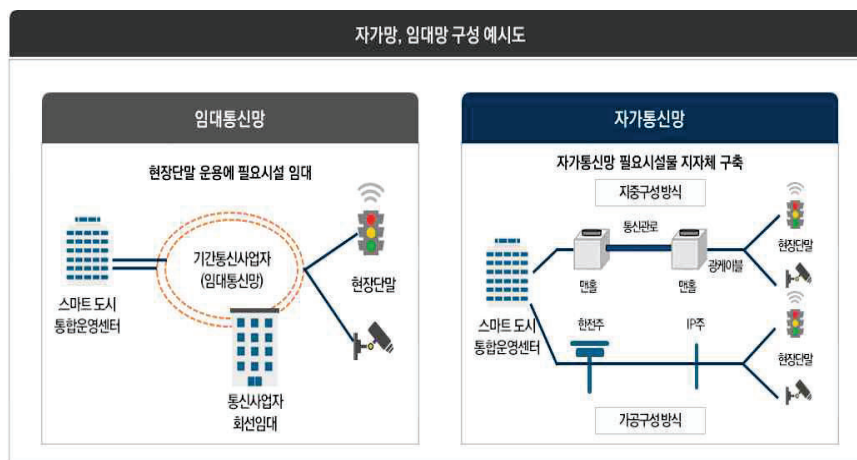 자가망, 임대망 구성 예시도
임대통신망
현장단말 운용에 필요시설 임대
기간통신사업자
(임대통신망)
스마트 도시
통합운영센터
현장단말
통신사업자
회선임대
자가통신망
자가통신망 필요시설물 지자체 구축
지중구성 방식
통신관로
맨홀
맨홀
광케이블
현장단말
스마트 도시
통합운영센터
한전주
IP주
현장단말
가공구성 방식